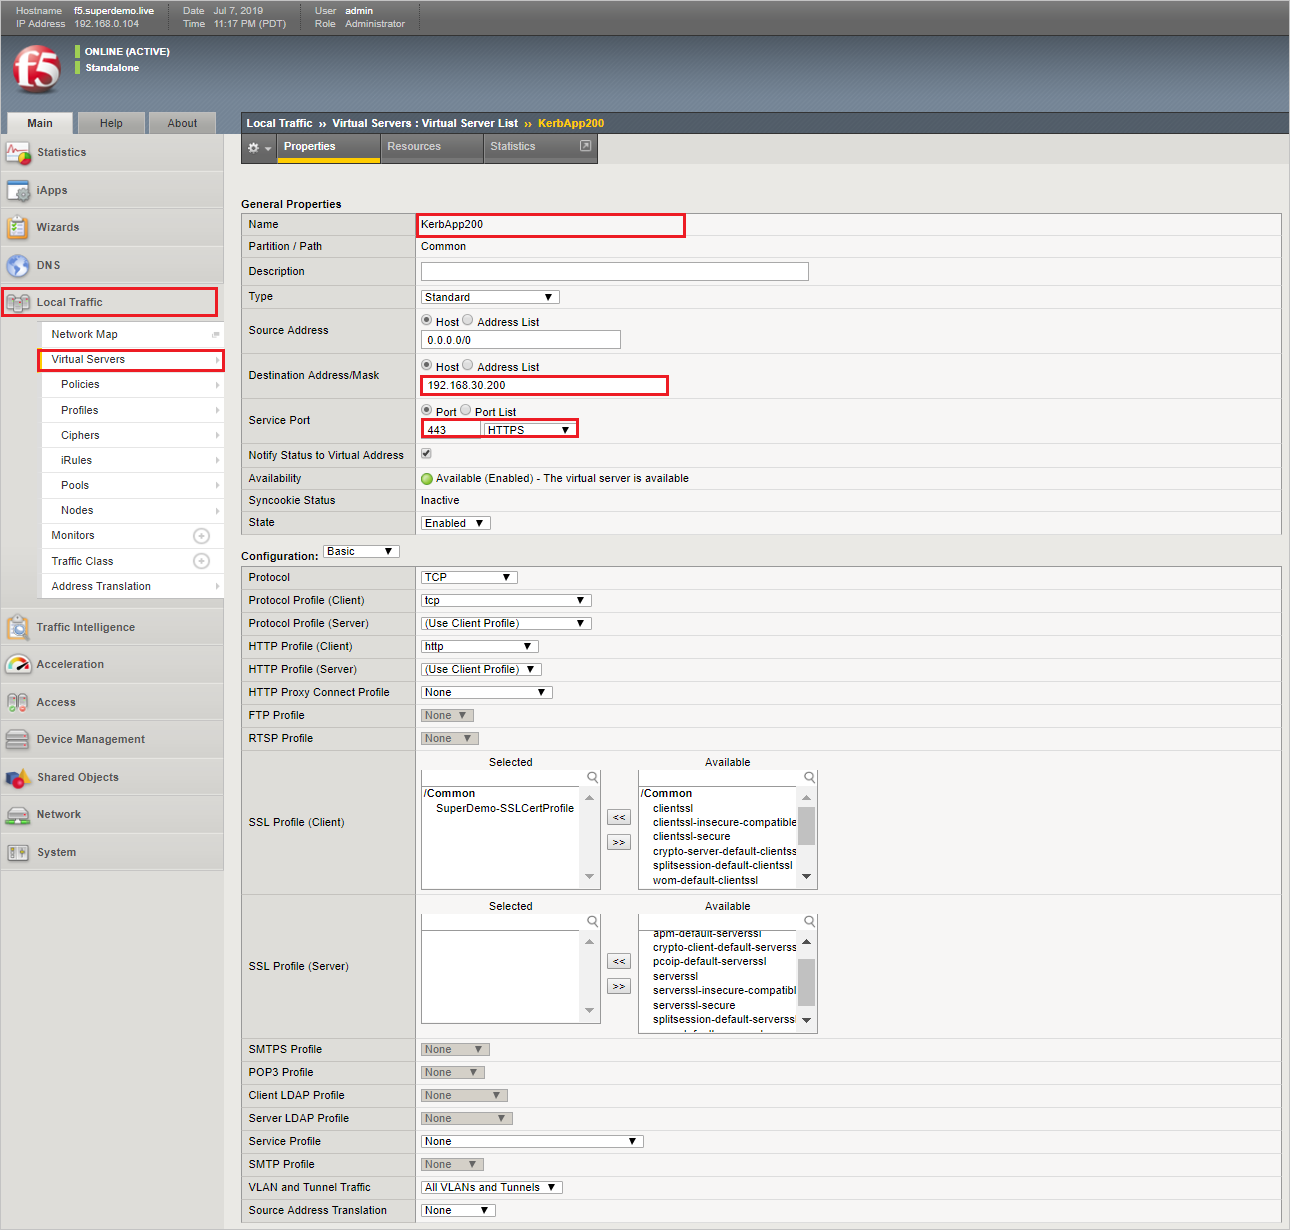 Hostname f5.superdemo.live Date Jul 7, 2019 User admin
IP Address 192.168.0.104 Time 11:17 PM (PDT) Role Administrator
f5
ONLINE (ACTIVE)
Standalone
Main Help About
Local Traffic ›› Virtual Servers : Virtual Server List ›› KerbApp200
Properties Resources Statistics
Statistics
iApps
Wizards
DNS
Local Traffic
Network Map
Virtual Servers
Policies
Profiles
Ciphers
iRules
Pools
Nodes
Monitors
Traffic Class
Address Translation
Traffic Intelligence
Acceleration
Access
Device Management
Shared Objects
Network
System
General Properties
Name KerbApp200
Partition / Path Common
Description
Type Standard
Source Address Host Address List
0.0.0.0/0
Destination Address/Mask Host Address List
192.168.30.200
Service Port Port Port List
443 HTTPS
Notify Status to Virtual Address
Availability Available (Enabled) - The virtual server is available
Syncookie Status Inactive
State Enabled
Configuration: Basic
Protocol TCP
Protocol Profile (Client) tcp
Protocol Profile (Server) (Use Client Profile)
HTTP Profile (Client) http
HTTP Profile (Server) (Use Client Profile)
HTTP Proxy Connect Profile None
FTP Profile None
RTSP Profile None
SSL Profile (Client)
Selected
/Common
SuperDemo-SSLCertProfile
<<
>>
Available
/Common
clientssl
clientssl-insecure-compatible
clientssl-secure
crypto-server-default-clientss
splitsession-default-clientssl
wom-default-clientssl
SSL Profile (Server)
Selected
<<
>>
Available
apm-default-serverssl
crypto-client-default-serverss
pcoip-default-serverssl
serverssl
serverssl-insecure-compatibl
serverssl-secure
splitsession-default-serverssl
SMTPS Profile None
POP3 Profile None
Client LDAP Profile None
Server LDAP Profile None
Service Profile None
SMTP Profile None
VLAN and Tunnel Traffic All VLANs and Tunnels
Source Address Translation None